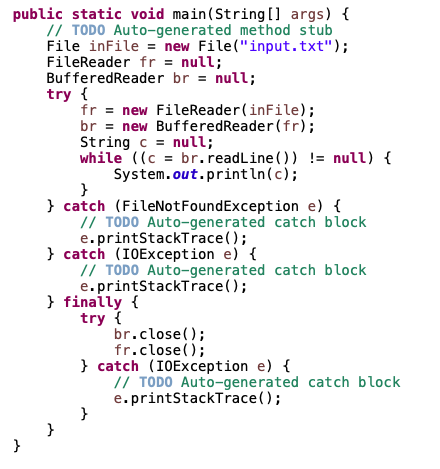 public static void main(String[] args) {
    // TODO Auto-generated method stub
    File inFile = new File("input.txt");
    FileReader fr = null;
    BufferedReader br = null;
    try {
        fr = new FileReader(inFile);
        br = new BufferedReader(fr);
        String c = null;
        while ((c = br.readLine()) != null) {
            System.out.println(c);
        }
    } catch (FileNotFoundException e) {
        // TODO Auto-generated catch block
        e.printStackTrace();
    } catch (IOException e) {
        // TODO Auto-generated catch block
        e.printStackTrace();
    } finally {
        try {
            br.close();
            fr.close();
        } catch (IOException e) {
            // TODO Auto-generated catch block
            e.printStackTrace();
        }
    }
}